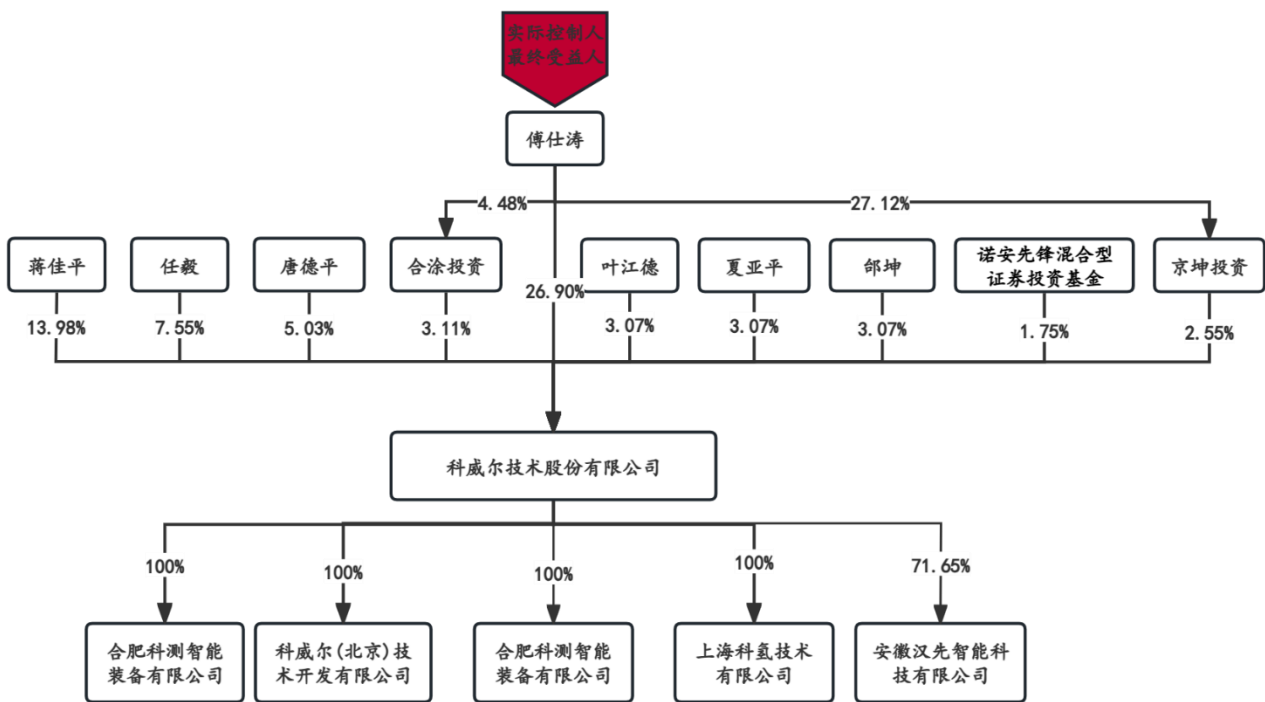 实际控制人
最终受益人
傅仕涛
4.48%
27.12%
蒋佳平
任毅
唐德平
合涂投资
叶江德
夏亚平
邰坤
诺安先锋混合型
证券投资基金
京坤投资
26.90%
13.98%
7.55%
5.03%
3.11%
3.07%
3.07%
3.07%
1.75%
2.55%
科威尔技术股份有限公司
100%
100%
100%
100%
71.65%
合肥科测智能
装备有限公司
科威尔(北京)技
术开发有限公司
合肥科测智能
装备有限公司
上海科氢技术
有限公司
安徽汉先智能科
技有限公司